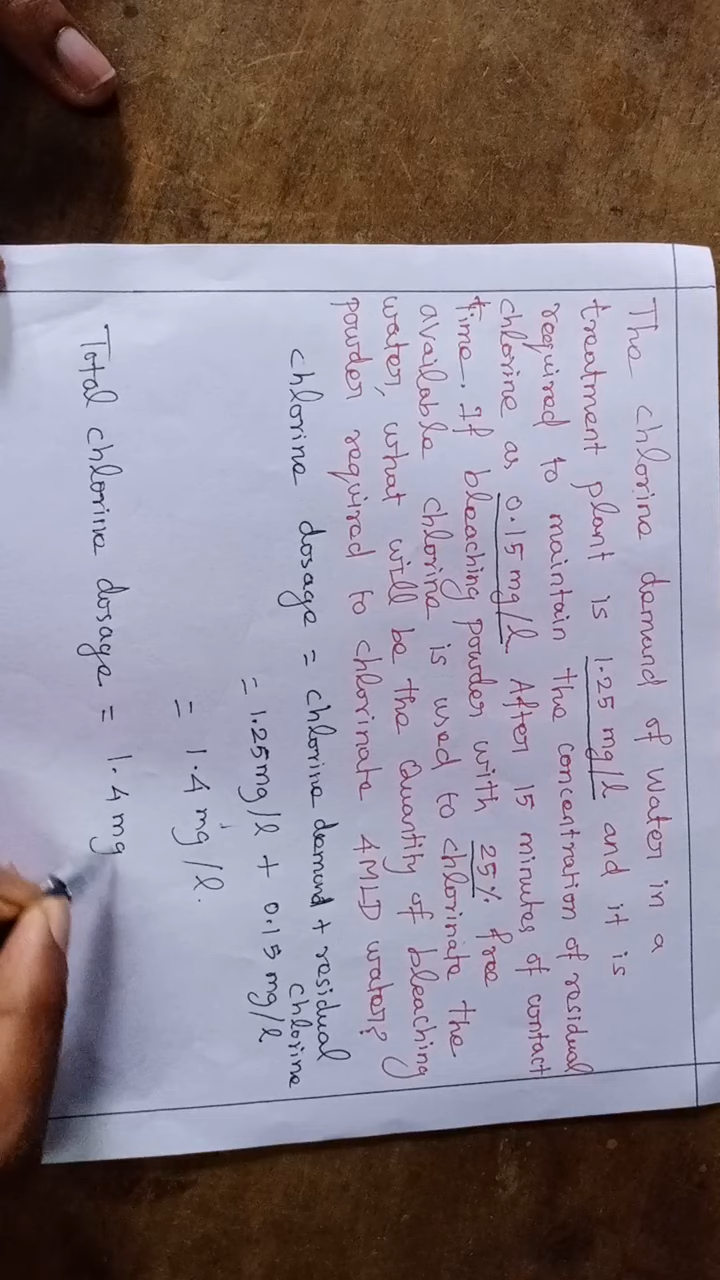 The chlorine demand of water in a
treatment plant is 1.25 mg/l and it is
required to maintain the concentration of residual
chlorine as 0.15 mg/l After 15 minutes of contact
time. If bleaching powder with 25% free
available chlorine is used to chlorinate the
water, what will be the quantity of bleaching
powder required to chlorinate 4MLD water?
chlorine dosage = chlorine demand + residual
chlorine
= 1.25mg/l + 0.15 mg/l
= 1.4 mg/l.
Total chlorine dosage = 1.4 mg